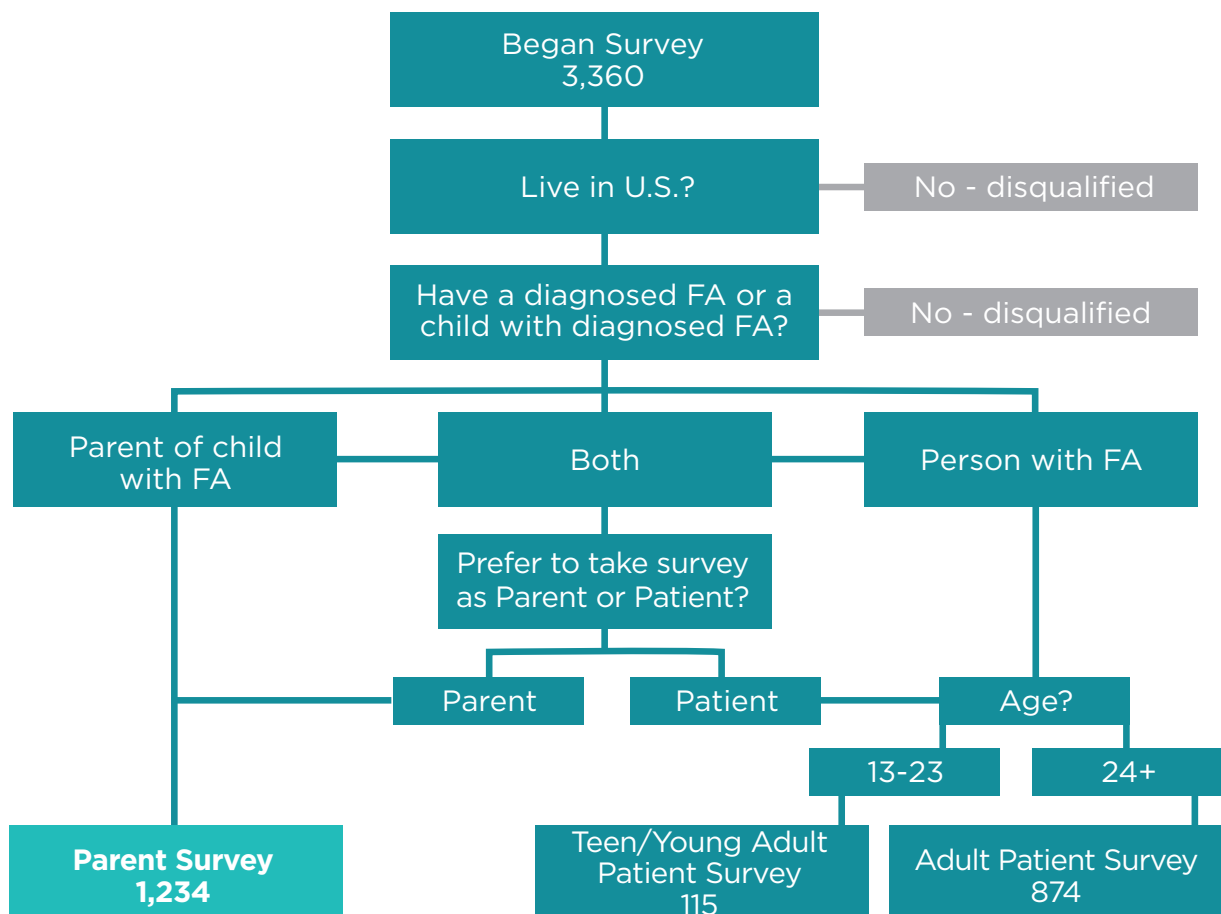 Began Survey
3,360
Live in U.S.?
No - disqualified
Have a diagnosed FA or a
child with diagnosed FA?
No - disqualified
Parent of child
with FA
Both
Person with FA
Prefer to take survey
as Parent or Patient?
Parent
Patient
Age?
13-23
24+
Parent Survey
1,234
Teen/Young Adult
Patient Survey
115
Adult Patient Survey
874